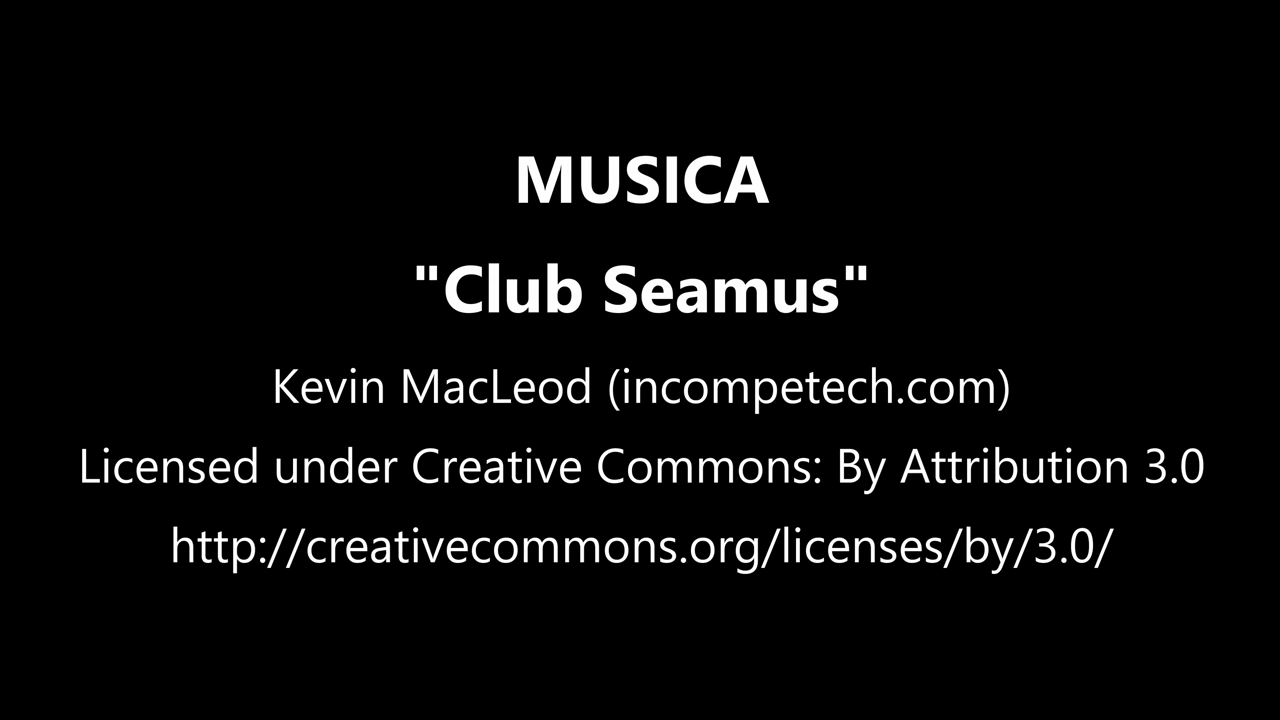 MUSICA
"Club Seamus"
Kevin MacLeod (incompetech.com)
Licensed under Creative Commons: By Attribution 3.0
http://creativecommons.org/licenses/by/3.0/